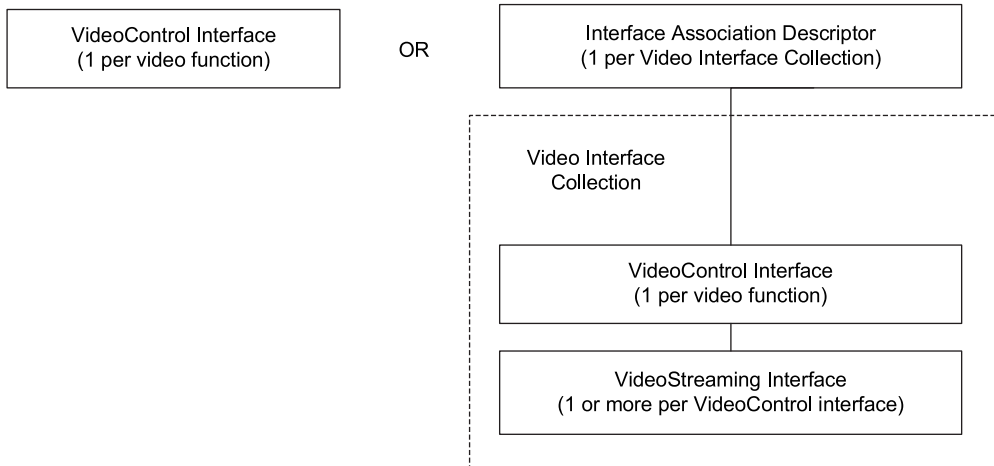 VideoControl Interface
(1 per video function)
OR
Interface Association Descriptor
(1 per Video Interface Collection)
Video Interface
Collection
VideoControl Interface
(1 per video function)
VideoStreaming Interface
(1 or more per VideoControl interface)